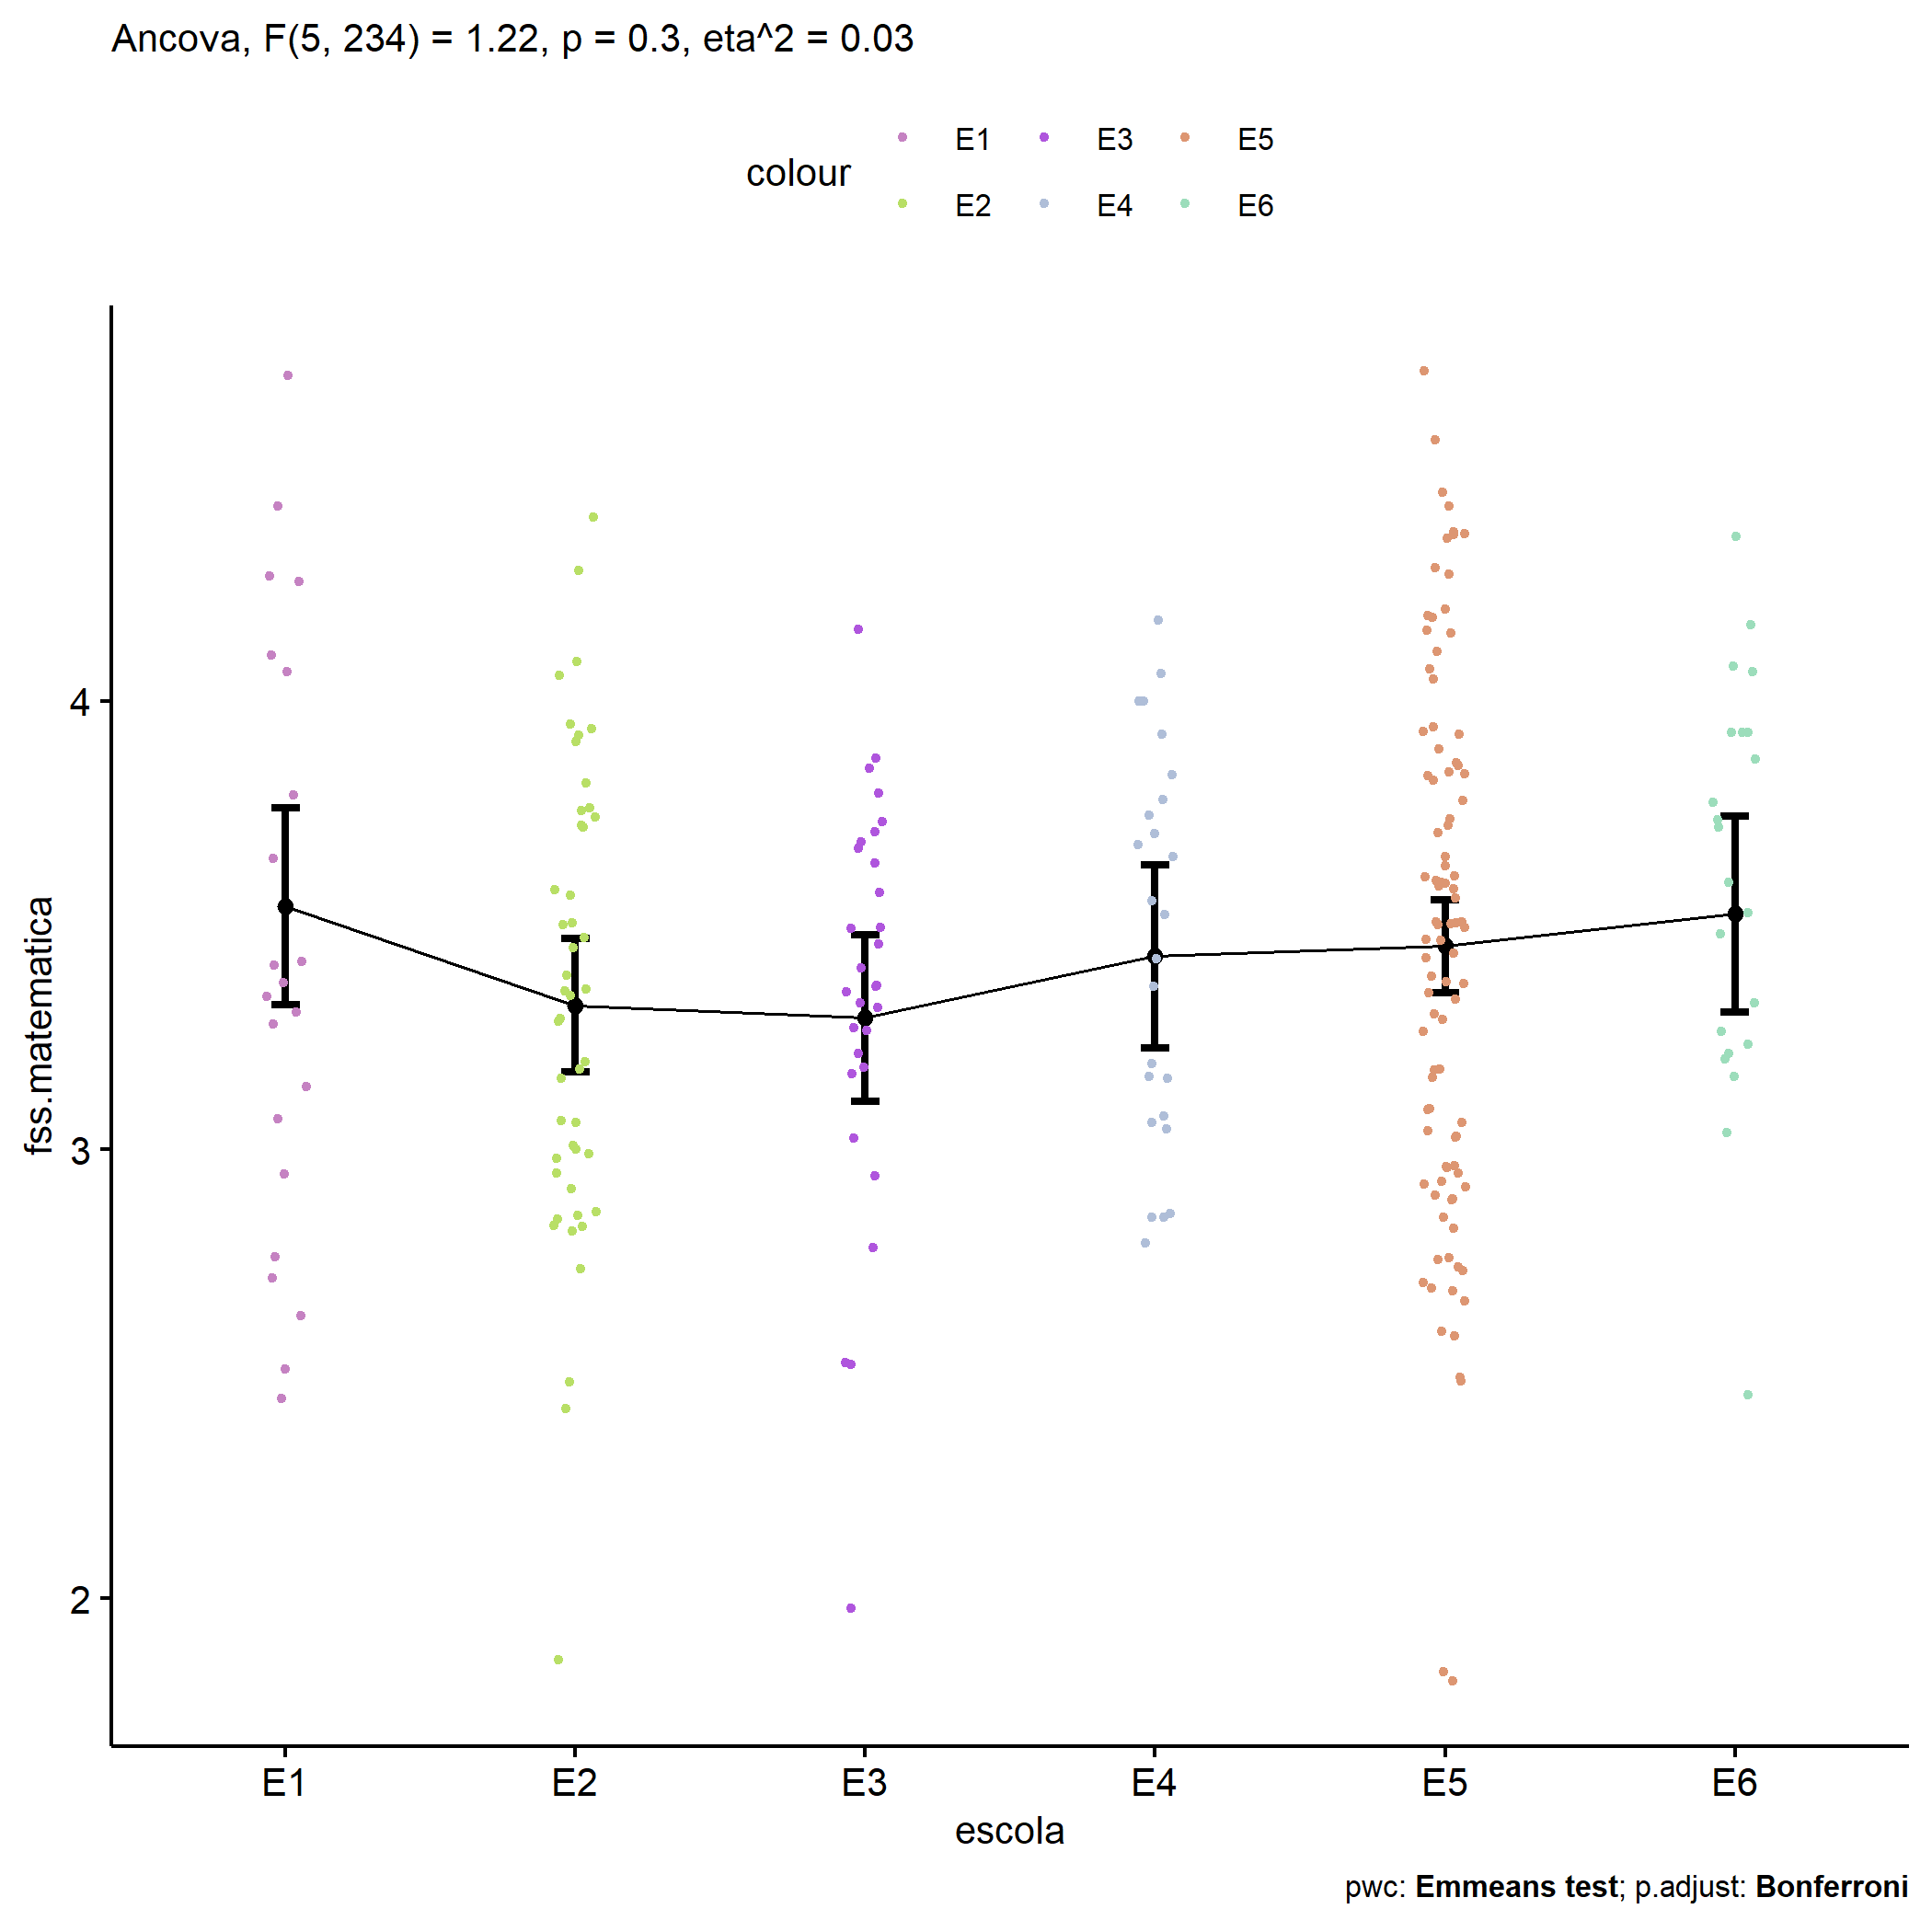 Ancova, F(5, 234) = 1.22, p = 0.3, eta^2 = 0.03
colour
E1 E3 E5
E2 E4 E6
fss.matematica
4
3
2
E1 E2 E3 E4 E5 E6
escola
pwc: Emmeans test; p.adjust: Bonferroni